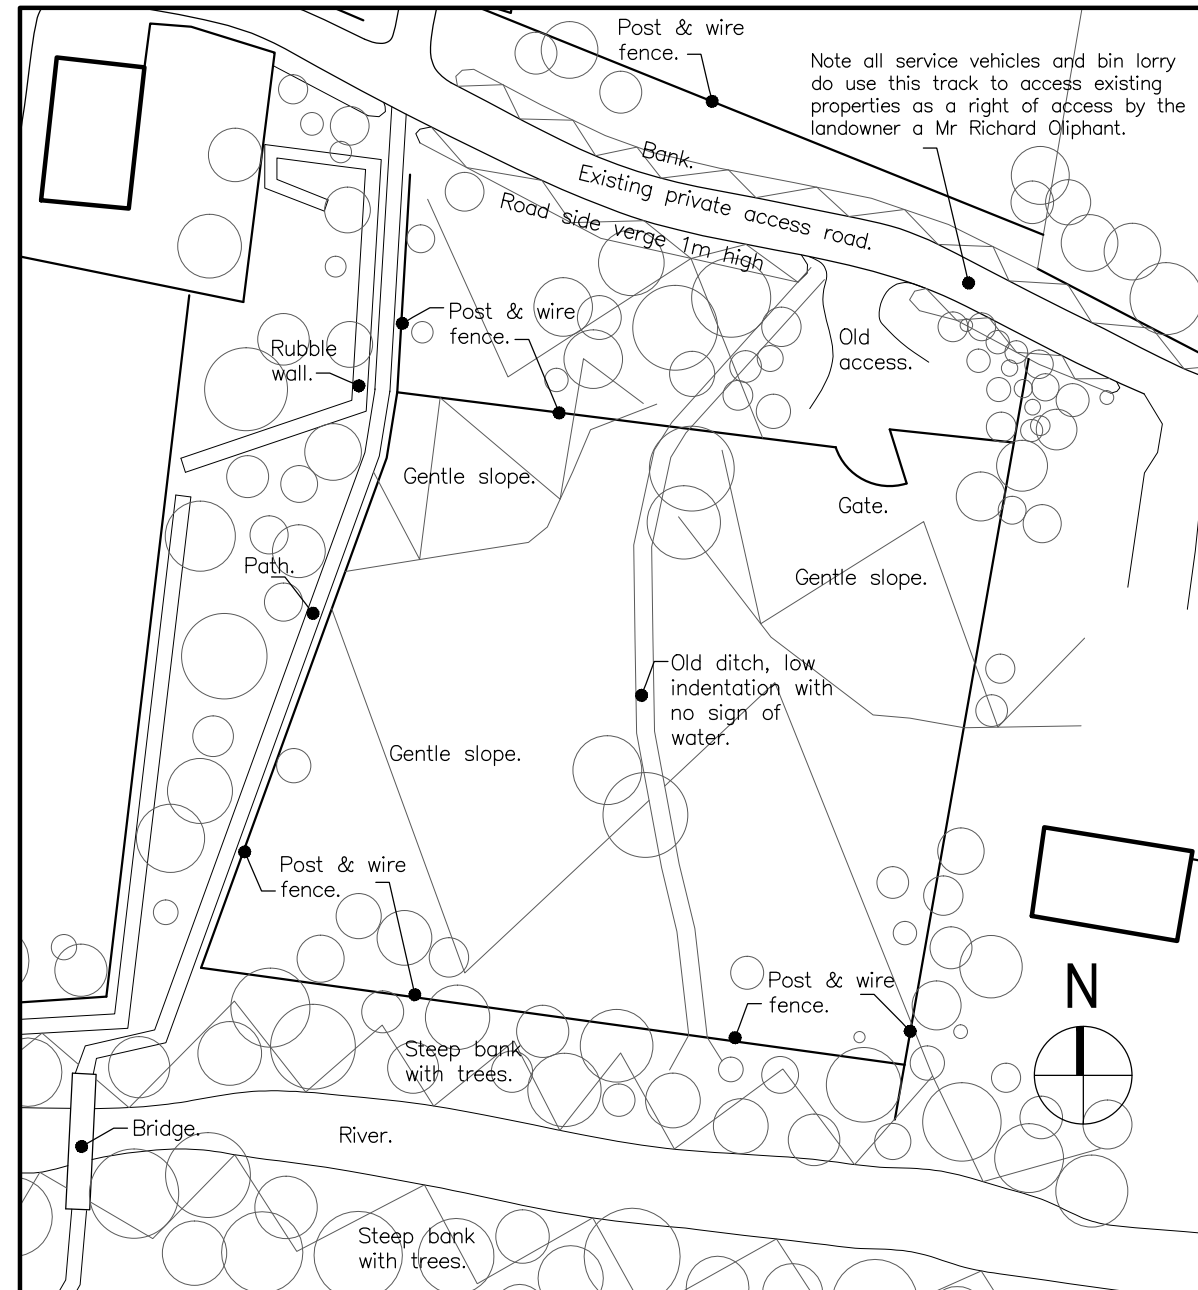 Post & wire
fence.
Note all service vehicles and bin lorry
do use this track to access existing
properties as a right of access by the
landowner a Mr Richard Oliphant.
Bank.
Existing private access road.
Road side verge 1m high
Post & wire
fence.
Rubble
wall.
Old
access.
Gentle slope.
Gate.
Path.
Gentle slope.
Old ditch, low
indentation with
no sign of
water.
Gentle slope.
Post & wire
fence.
Post & wire
fence.
N
Steep bank
with trees.
Bridge.
River.
Steep bank
with trees.